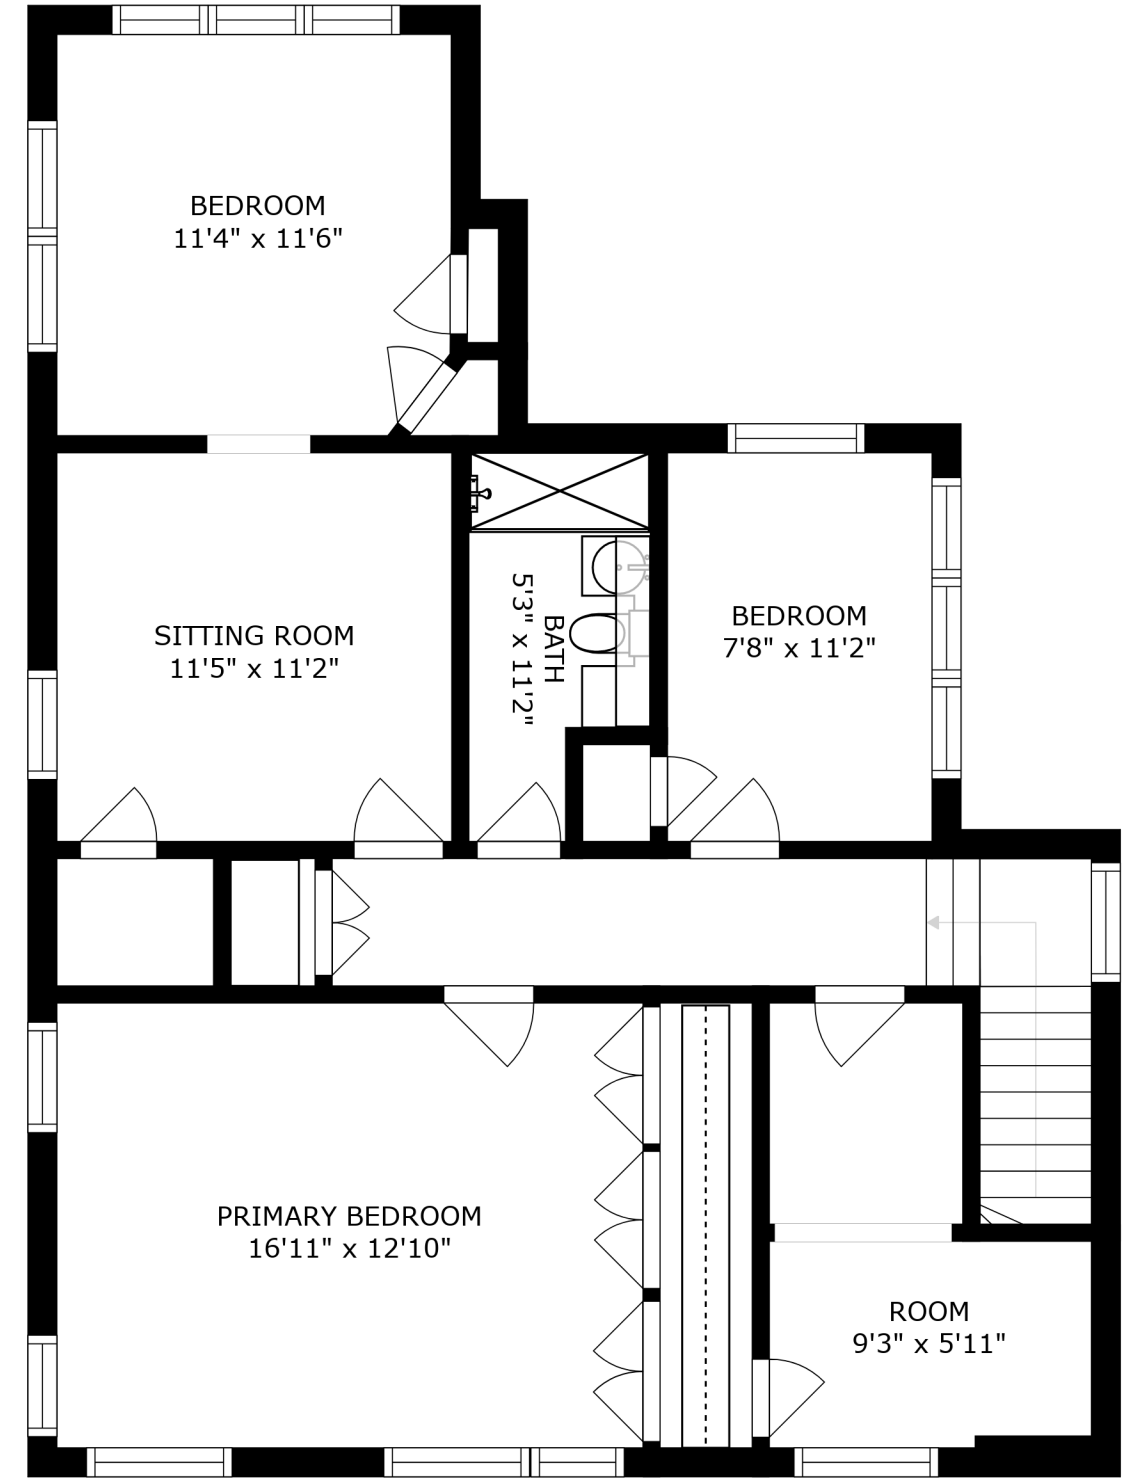 BEDROOM
11'4" x 11'6"
SITTING ROOM
11'5" x 11'2"
BATH
5'3" x 11'2"
BEDROOM
7'8" x 11'2"
PRIMARY BEDROOM
16'11" x 12'10"
ROOM
9'3" x 5'11"